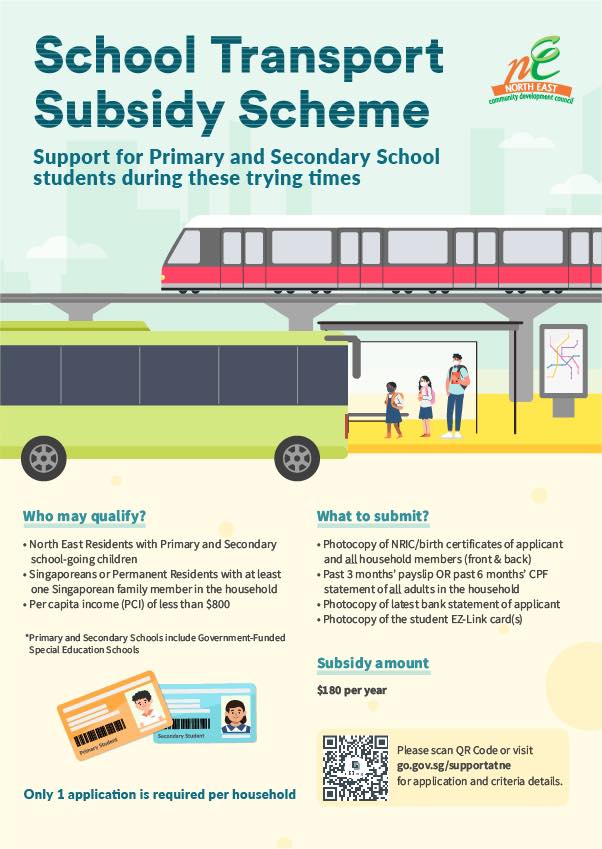 School Transport
Subsidy Scheme
nE
NORTH EAST
community development council
Support for Primary and Secondary School
students during these trying times
Who may qualify?
• North East Residents with Primary and Secondary
school-going children
• Singaporeans or Permanent Residents with at least
one Singaporean family member in the household
• Per capita income (PCI) of less than $800
*Primary and Secondary Schools include Government-Funded
Special Education Schools
Primary Student
Secondary Student
Only 1 application is required per household
What to submit?
• Photocopy of NRIC/birth certificates of applicant
and all household members (front & back)
• Past 3 months' payslip OR past 6 months' CPF
statement of all adults in the household
• Photocopy of latest bank statement of applicant
• Photocopy of the student EZ-Link card(s)
Subsidy amount
$180 per year
Please scan QR Code or visit
go.gov.sg/supportatne
for application and criteria details.